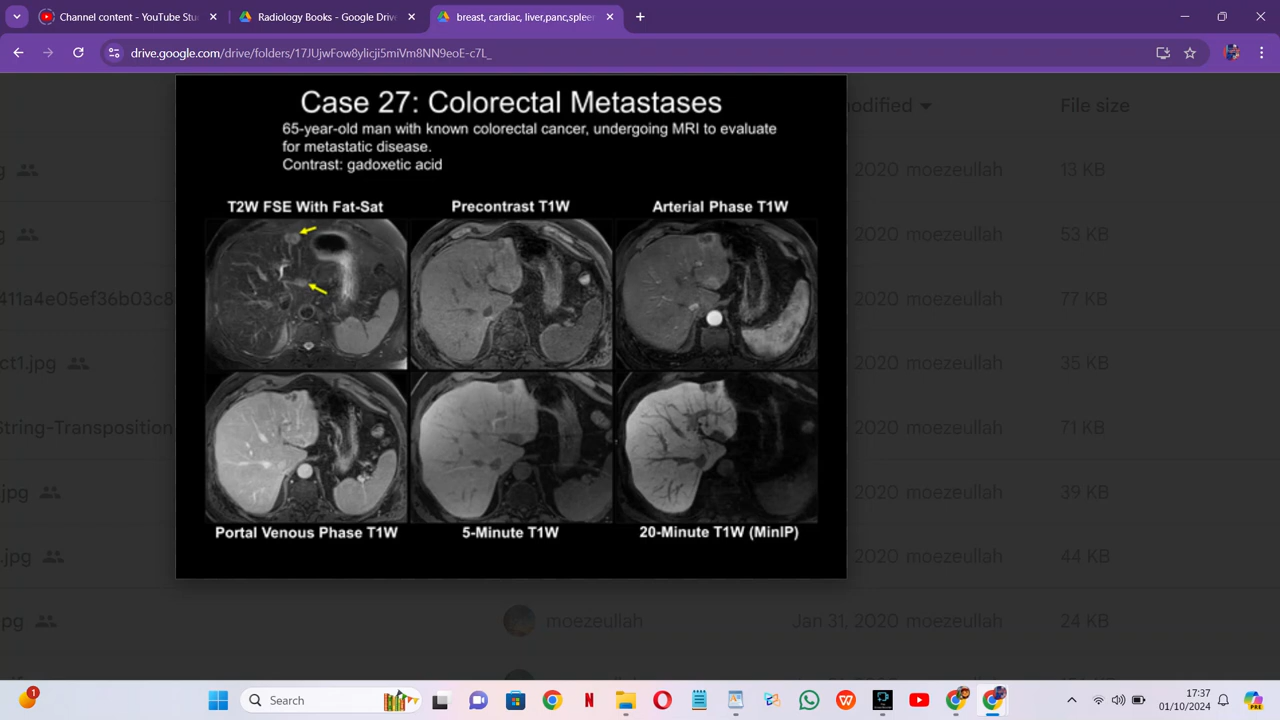 Channel content - YouTube Stu
Radiology Books - Google Driv
breast, cardiac, liver,panc,spleen
drive.google.com/drive/folders/17JUjwFow8ylicji5miVm8NN9eoE-c7L_
Case 27: Colorectal Metastases
65-year-old man with known colorectal cancer, undergoing MRI to evaluate
for metastatic disease.
Contrast: gadoxetic acid
T2W FSE With Fat-Sat
Precontrast T1W
Arterial Phase T1W
Portal Venous Phase T1W
5-Minute T1W
20-Minute T1W (MinIP)
odified
File size
2020 moezeullah 13 KB
2020 moezeullah 53 KB
411a4e05ef36b03c8 2020 moezeullah 77 KB
ct1.jpg 2020 moezeullah 35 KB
String-Transposition 2020 moezeullah 71 KB
.jpg 2020 moezeullah 39 KB
.jpg 2020 moezeullah 44 KB
pg moezeullah Jan 31, 2020 moezeullah 24 KB
1
Search
17:37
01/10/2024
PRE